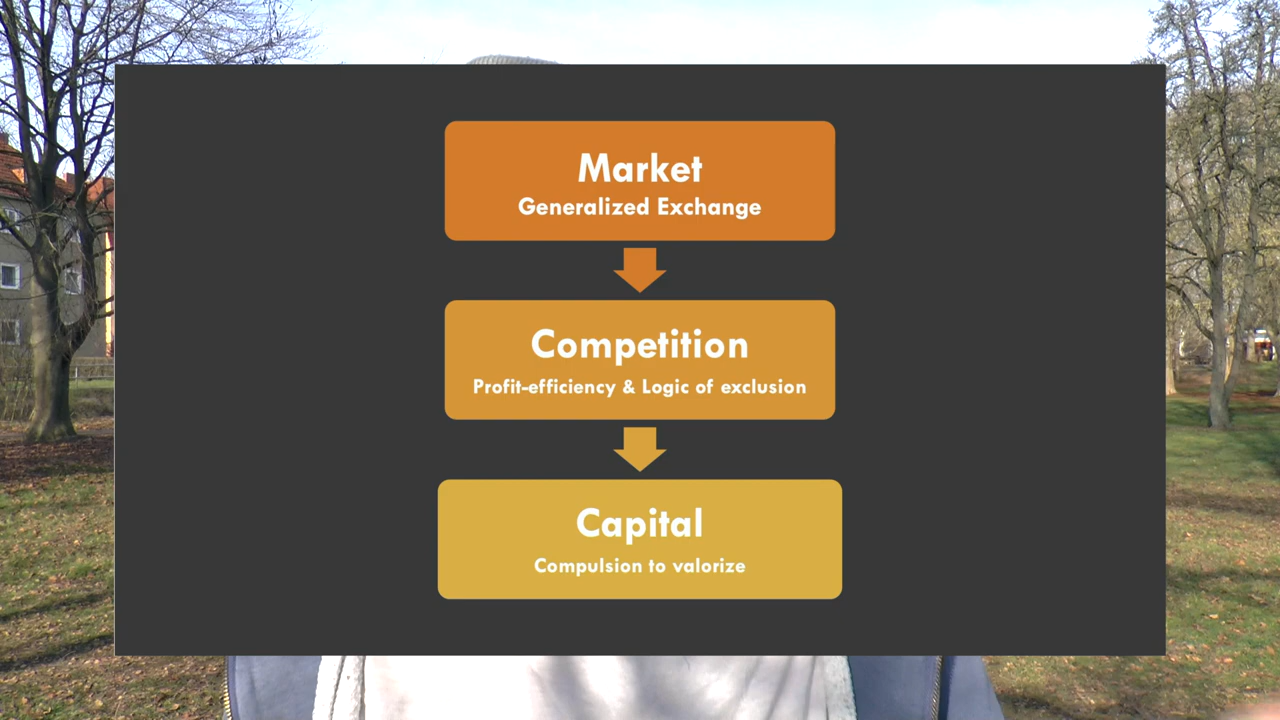 Market
Generalized Exchange
Competition
Profit-efficiency & Logic of exclusion
Capital
Compulsion to valorize